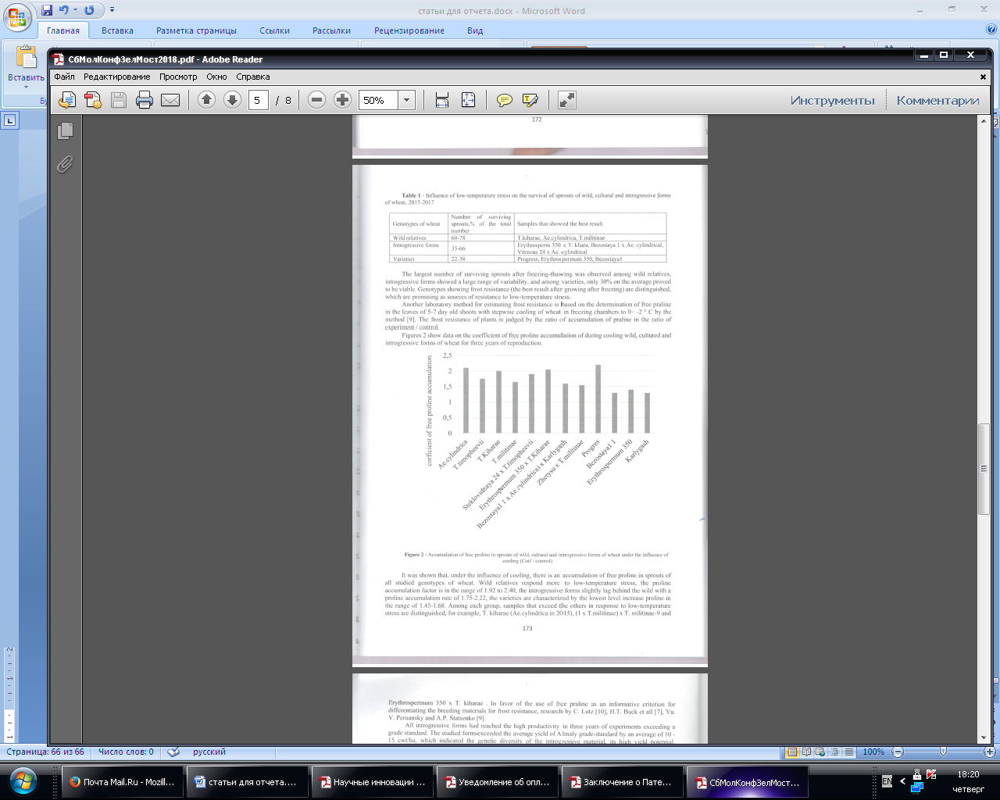 статьи для отчета.docx - Microsoft Word
Главная Вставка Разметка страницы Ссылки Рассылки Рецензирование Вид
Вставить
СбМолКонфЗелМост2018.pdf - Adobe Reader
Файл Редактирование Просмотр Окно Справка
5 / 8 50% Инструменты Комментарии
172
Table 1 - Influence of low-temperature stress on the survival of sprouts of wild, cultural and introgressive forms
of wheat, 2015-2017
Genotypes of wheat
Number of surviving
sprouts,% of the total
number
Samples that showed the best result
Wild relatives 60-78 T.kiharae, Ae.cylindrica, T.militinae
Introgressive forms 35-66 Erythrosperm 350 x T. khara, Bezostaya 1 x Ae. cylindrical,
Vitreous 24 x Ae. -cylindrical
Varieties 22-38 Progress, Erythrospermum 350, Bezostaya1
The largest number of surviving sprouts after freezing-thawing was observed among wild relatives,
introgressive forms showed a large range of variability, and among varieties, only 30% on the average proved
to be viable. Genotypes showing frost resistance (the best result after growing after freezing) are distinguished,
which are promising as sources of resistance to low-temperature stress.
Another laboratory method for estimating frost resistance is based on the determination of free praline
in the leaves of 5-7 day old shoots with stepwise cooling of wheat in freezing chambers to 0÷ -2 ° C by the
method [9]. The frost resistance of plants is judged by the ratio of accumulation of praline in the ratio of
experiment / control.
Figures 2 show data on the coefficient of free proline accumulation of during cooling wild, cultured and
introgressive forms of wheat for three years of reproduction.
corficient of free proline accumulation
2,5
2
1,5
1
0,5
0
Ae.cylindrica
T.timopheevii
T.Kiharae
T.militinae
Steklovideaya 24 x T.timopheevii
Erythrospermum 350 x T.Kiharae
Bezostaya1 1 x Ae.cylindrica) x Karlygash
Zhetysu x T.militinae
Progres
Bezostaya1 1
Erythrospermum 350
Karlygash
Figure 2 - Accumulation of free proline in sprouts of wild, cultural and introgressive forms of wheat under the influence of
cooling (Coif / control)
It was shown that, under the influence of cooling, there is an accumulation of free proline in sprouts of
all studied genotypes of wheat. Wild relatives respond more to low-temperature stress, the proline
accumulation factor is in the range of 1.92 to 2.40, the introgressive forms slightly lag behind the wild with a
proline accumulation rate of 1.75-2.22, the varieties are characterized by the lowest level increase proline in
the range of 1.45-1.68. Among each group, samples that exceed the others in response to low-temperature
stress are distinguished, for example, T. kiharae (Ae.cylindrica in 2015), (1 x T.militinae) x T. militinae-9 and
173
Erythrospermum 350 x T. kiharae . In favor of the use of free praline as an informative criterion for
differentiating the breeding materials for frost resistance, research by C. Lutz [10], H.T. Buck et all [7], Yu.
V. Peruansky and A.P. Statsenko [9].
All introgressive forms had reached the high productivity in three years of experiments exceeding a
grade standard. The studied formsexceeded the average yield of Almaly grade-standard by an average of 10 -
15 cwt/ha, which indicated the genetic diversity of the introgressive material, its high yield potential.
Страница: 66 из 66 Число слов: 0 русский 100%
Почта Mail.Ru - Mozill... статьи для отчета.... Научные инновации ... Уведомление об опл... Заключение о Пате... СбМолКонфЗелМост... EN 18:20
четверг